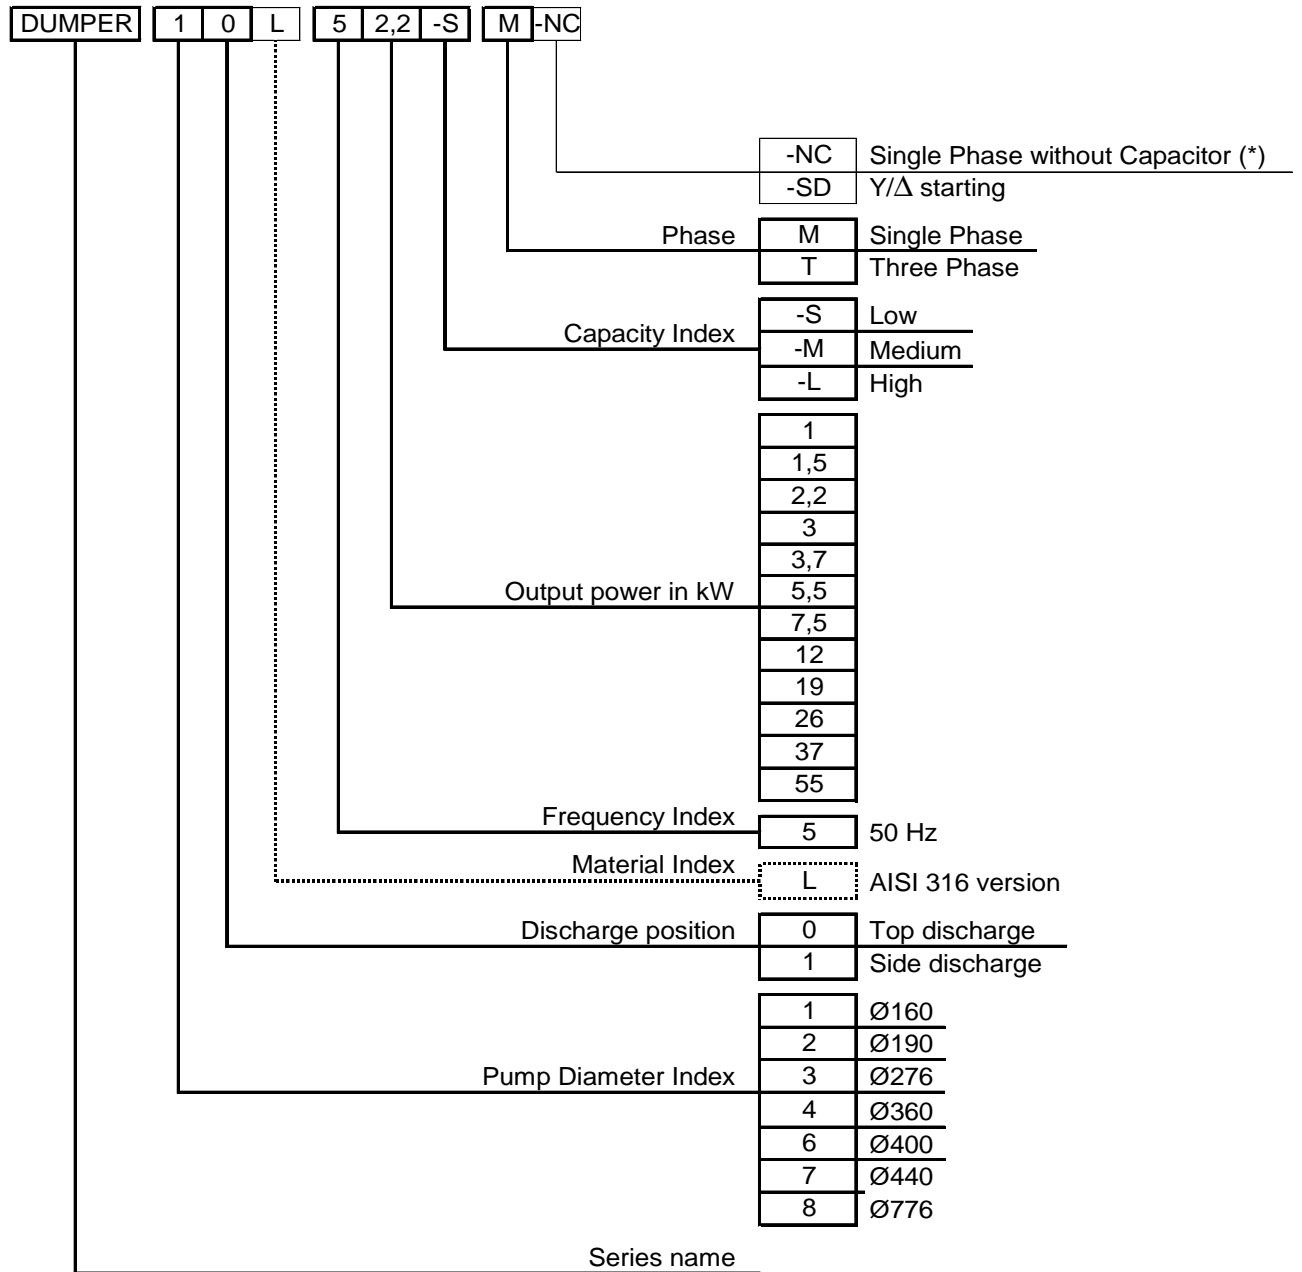 DUMPER 1 0 L 5 2,2 -S M -NC
-NC Single Phase without Capacitor (*)
-SD Y/Δ starting
Phase M Single Phase
T Three Phase
-S Low
Capacity Index
-M Medium
-L High
1
1,5
2,2
3
3,7
Output power in kW 5,5
7,5
12
19
26
37
55
Frequency Index
5 50 Hz
Material Index
L AISI 316 version
Discharge position 0 Top discharge
1 Side discharge
1 Ø160
2 Ø190
Pump Diameter Index 3 Ø276
4 Ø360
6 Ø400
7 Ø440
8 Ø776
Series name